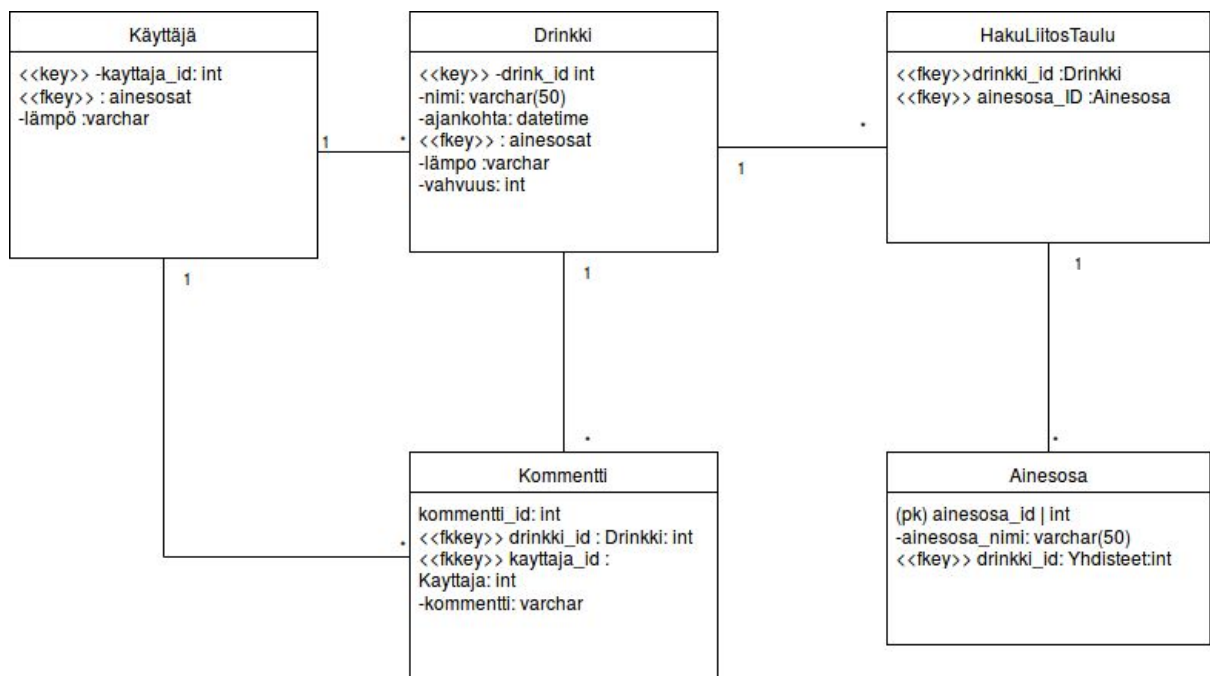 Käyttäjä
<<key>> -kayttaja_id: int
<<fkey>> : ainesosat
-lämpö :varchar
1
*
Drinkki
<<key>> -drink_id int
-nimi: varchar(50)
-ajankohta: datetime
<<fkey>> : ainesosat
-lämpo :varchar
-vahvuus: int
1
*
HakuLiitosTaulu
<<fkey>>drinkki_id :Drinkki
<<fkey>> ainesosa_ID :Ainesosa
1
1
1
*
*
*
Kommentti
kommentti_id: int
<<fkkey>> drinkki_id : Drinkki: int
<<fkkey>> kayttaja_id :
Kayttaja: int
-kommentti: varchar
Ainesosa
(pk) ainesosa_id | int
-ainesosa_nimi: varchar(50)
<<fkey>> drinkki_id: Yhdisteet:int